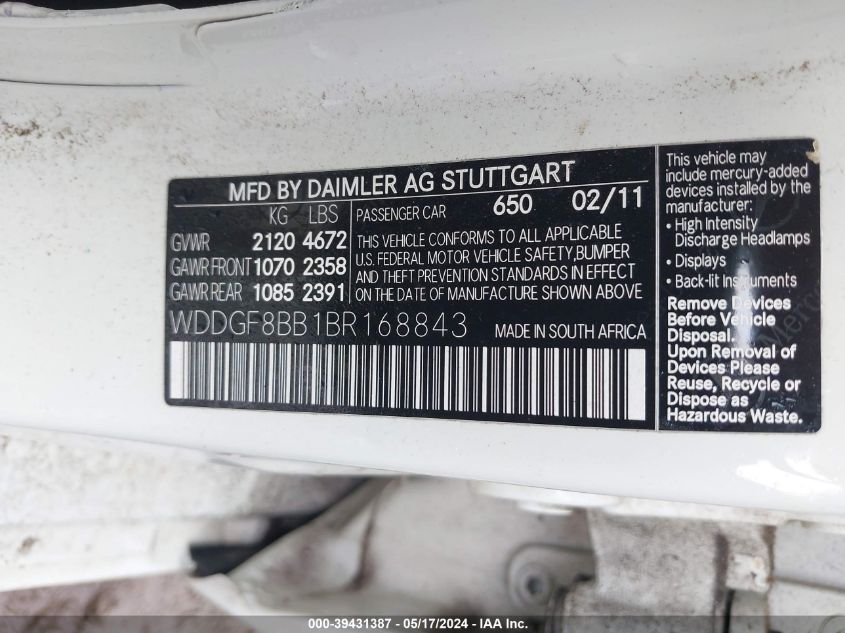 MFD BY DAIMLER AG STUTTGART
KG LBS
PASSENGER CAR 650 02/11
GVWR 2120 4672
GAWR FRONT 1070 2358
GAWR REAR 1085 2391
THIS VEHICLE CONFORMS TO ALL APPLICABLE
U.S. FEDERAL MOTOR VEHICLE SAFETY,BUMPER
AND THEFT PREVENTION STANDARDS IN EFFECT
ON THE DATE OF MANUFACTURE SHOWN ABOVE
WDDGF8BB1BR168843 MADE IN SOUTH AFRICA
This vehicle may
include mercury-added
devices installed by the
manufacturer:
• High Intensity
Discharge Headlamps
• Displays
• Back-lit Instruments
Remove Devices
Before Vehicle
Disposal.
Upon Removal of
Devices Please
Reuse, Recycle or
Dispose as
Hazardous Waste.
000-39431387 - 05/17/2024 - IAA Inc.